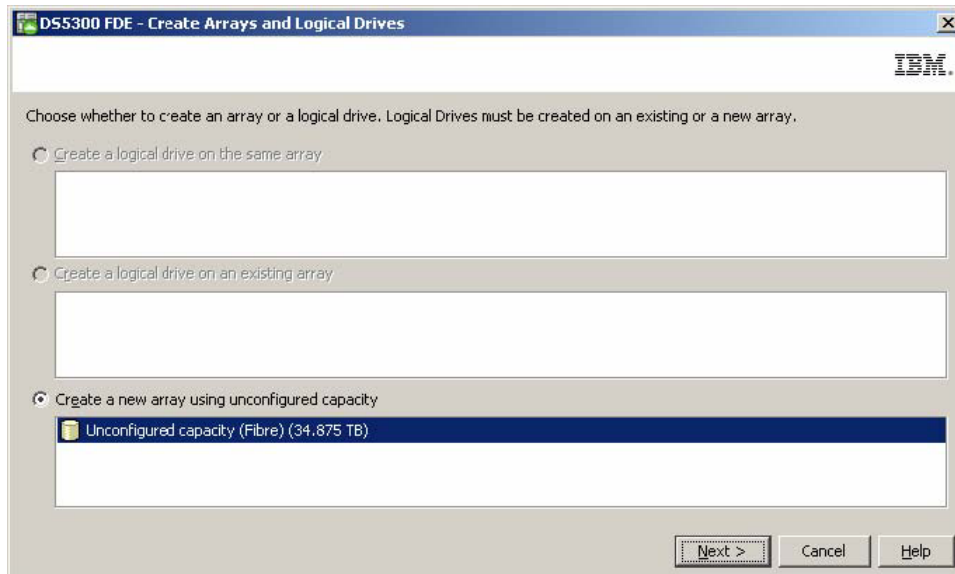 DS5300 FDE - Create Arrays and Logical Drives
IBM.
Choose whether to create an array or a logical drive. Logical Drives must be created on an existing or a new array.
Create a logical drive on the same array
Create a logical drive on an existing array
Create a new array using unconfigured capacity
Unconfigured capacity (Fibre) (34.875 TB)
Next > Cancel Help